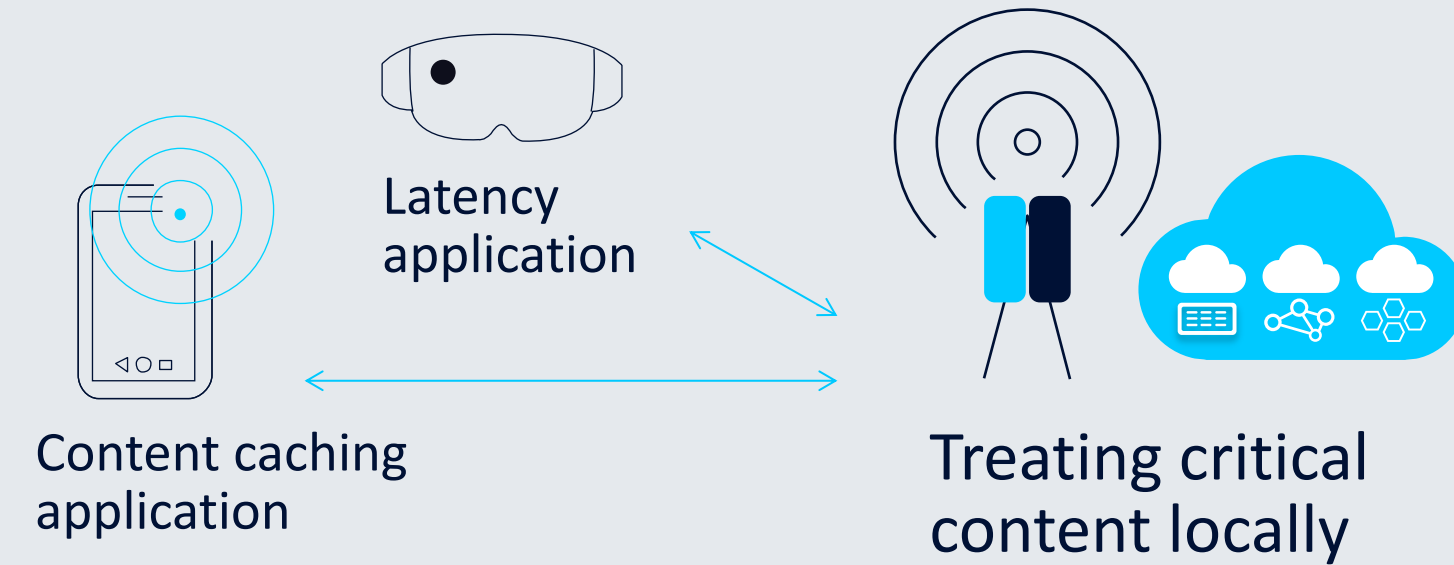 Latency
application
Content caching
application
Treating critical
content locally